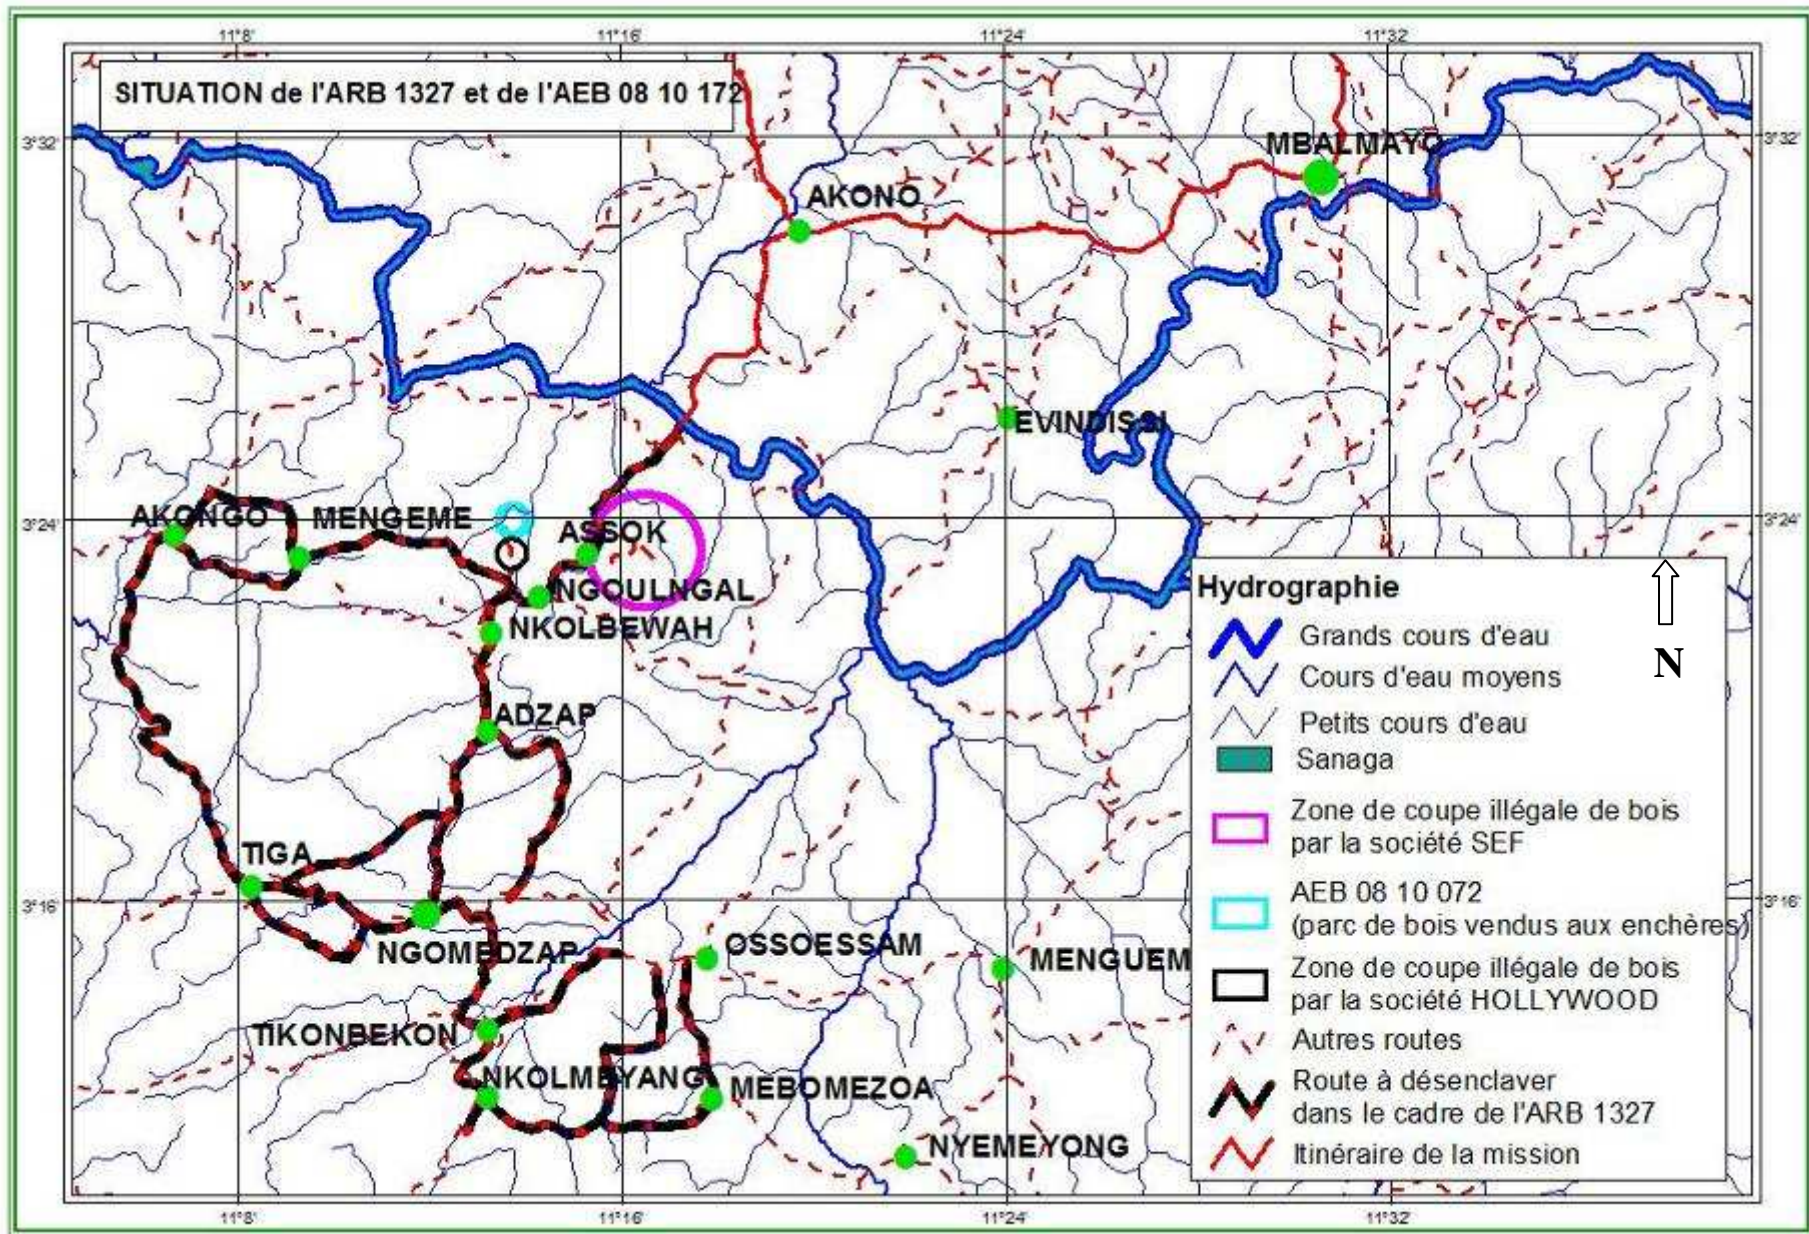 11°8'
11°16'
11°24'
11°32'
SITUATION de l'ARB 1327 et de l'AEB 08 10 172
3°32'
3°32'
MBALMAYO
AKONO
EVINDISSI
3°24'
3°24'
AKONGO
MENGEME
ASSOK
NGOULNGAL
NKOLBEWAH
ADZAP
TIGA
3°16'
3°16'
NGOMEDZAP
OSSOESSAM
MENGUEM
TIKONBEKON
NKOLMEYANG
MEBOMEZOA
NYEMEYONG
Hydrographie
Grands cours d'eau
Cours d'eau moyens
Petits cours d'eau
Sanaga
Zone de coupe illégale de bois
par la société SEF
AEB 08 10 072
(parc de bois vendus aux enchères)
Zone de coupe illégale de bois
par la société HOLLYWOOD
Autres routes
Route à désenclaver
dans le cadre de l'ARB 1327
Itinéraire de la mission
N
11°8'
11°16'
11°24'
11°32'